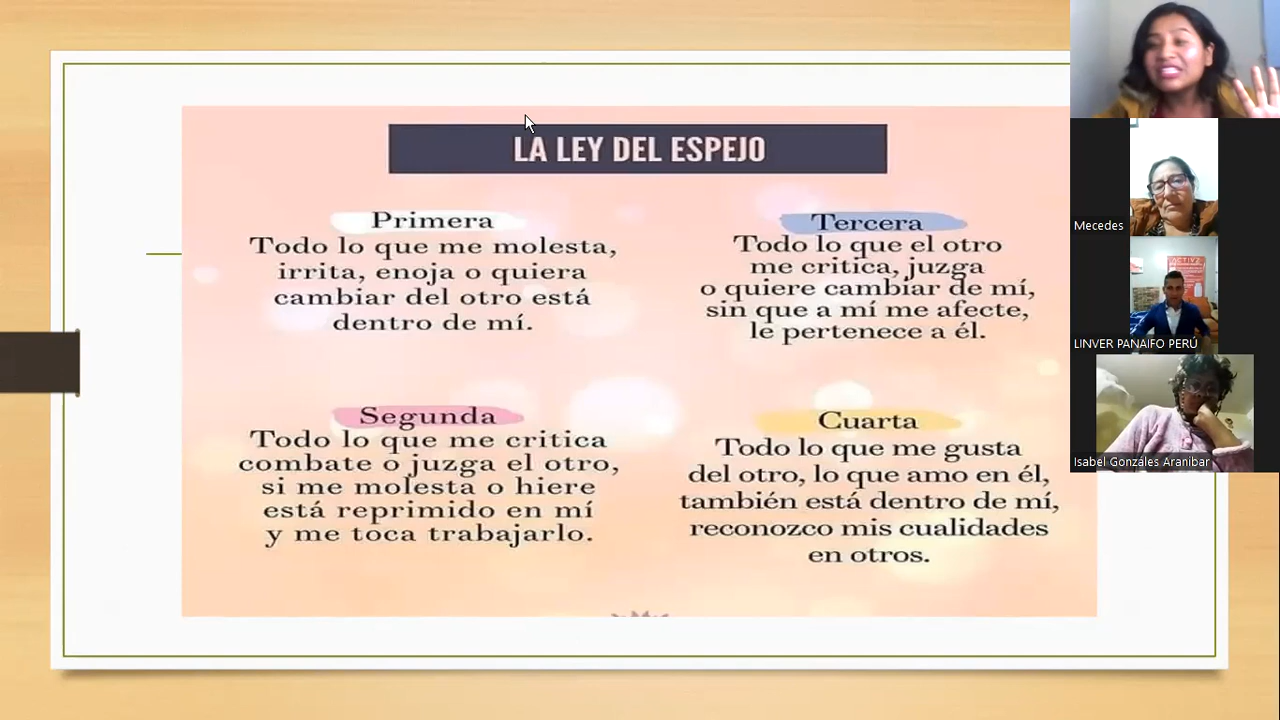 LA LEY DEL ESPEJO
Primera
Todo lo que me molesta,
irrita, enoja o quiera
cambiar del otro está
dentro de mí.
Segunda
Todo lo que me critica
combate o juzga el otro,
si me molesta o hiere
está reprimido en mí
y me toca trabajarlo.
Tercera
Todo lo que el otro
me critica, juzga
o quiere cambiar de mí,
sin que a mí me afecte,
le pertenece a él.
Cuarta
Todo lo que me gusta
del otro, lo que amo en él,
también está dentro de mí,
reconozco mis cualidades
en otros.
Mecedes
LINVER PANAIFO PERÚ
Isabel Gonzáles Aranibar